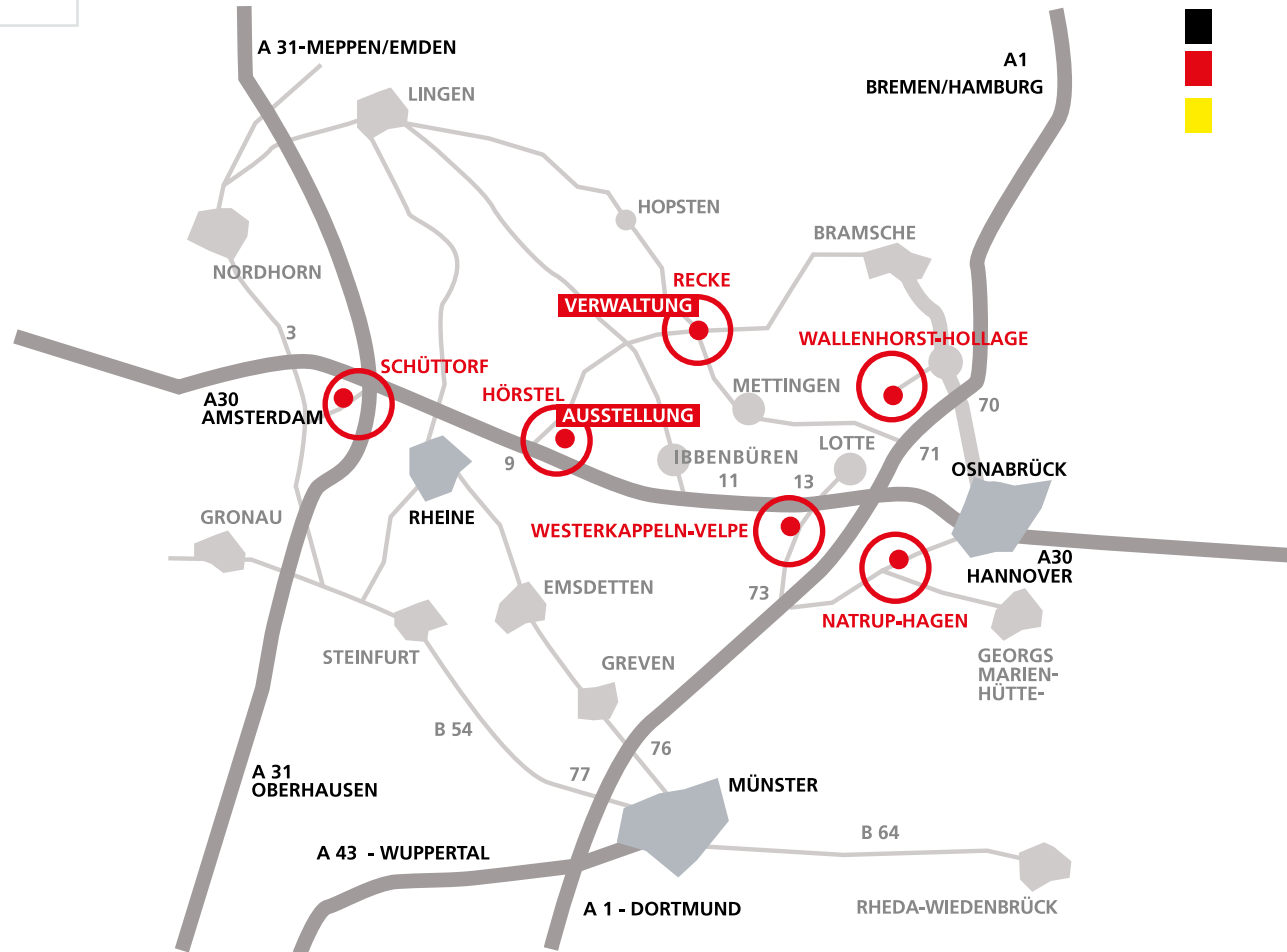 A 31-MEPPEN/EMDEN
A1
BREMEN/HAMBURG
LINGEN
HOPSTEN
BRAMSCHE
NORDHORN
RECKE
VERWALTUNG
3
WALLENHORST-HOLLAGE
SCHÜTTORF
HÖRSTEL
METTINGEN
A30
AMSTERDAM
AUSSTELLUNG
70
LOTTE
71
9
IBBENBÜREN
11
13
OSNABRÜCK
GRONAU
RHEINE
WESTERKAPPELN-VELPE
A30
HANNOVER
EMSDETTEN
73
NATRUP-HAGEN
STEINFURT
GREVEN
GEORGS
MARIEN-
HÜTTE-
B 54
76
A 31
OBERHAUSEN
77
MÜNSTER
B 64
A 43 - WUPPERTAL
A 1 - DORTMUND
RHEDA-WIEDENBRÜCK